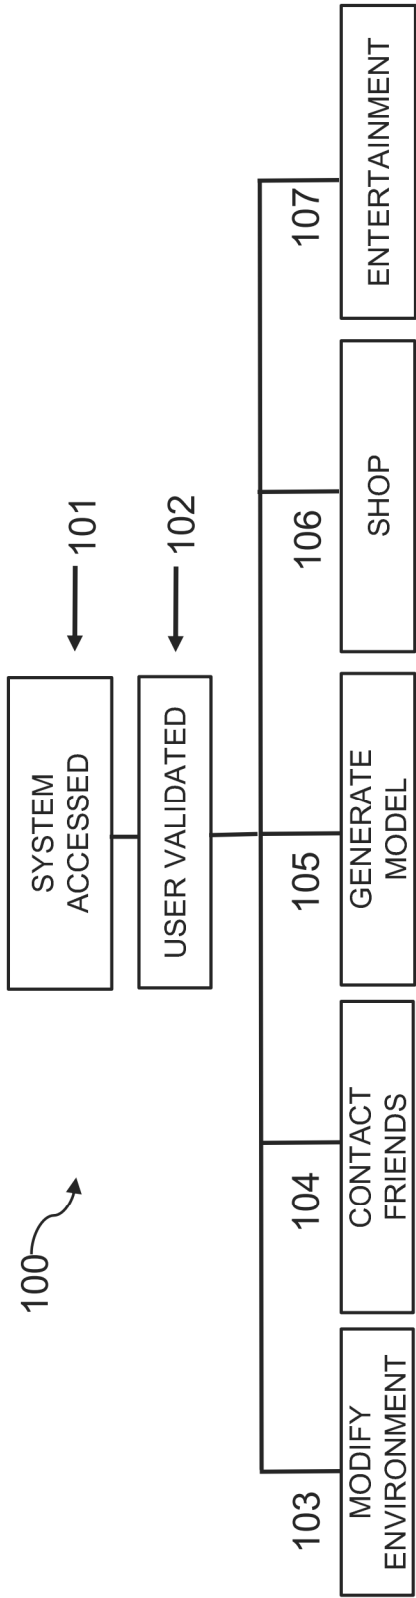 100
SYSTEM
ACCESSED
101
USER VALIDATED
102
103
104
105
106
107
MODIFY
ENVIRONMENT
CONTACT
FRIENDS
GENERATE
MODEL
SHOP
ENTERTAINMENT